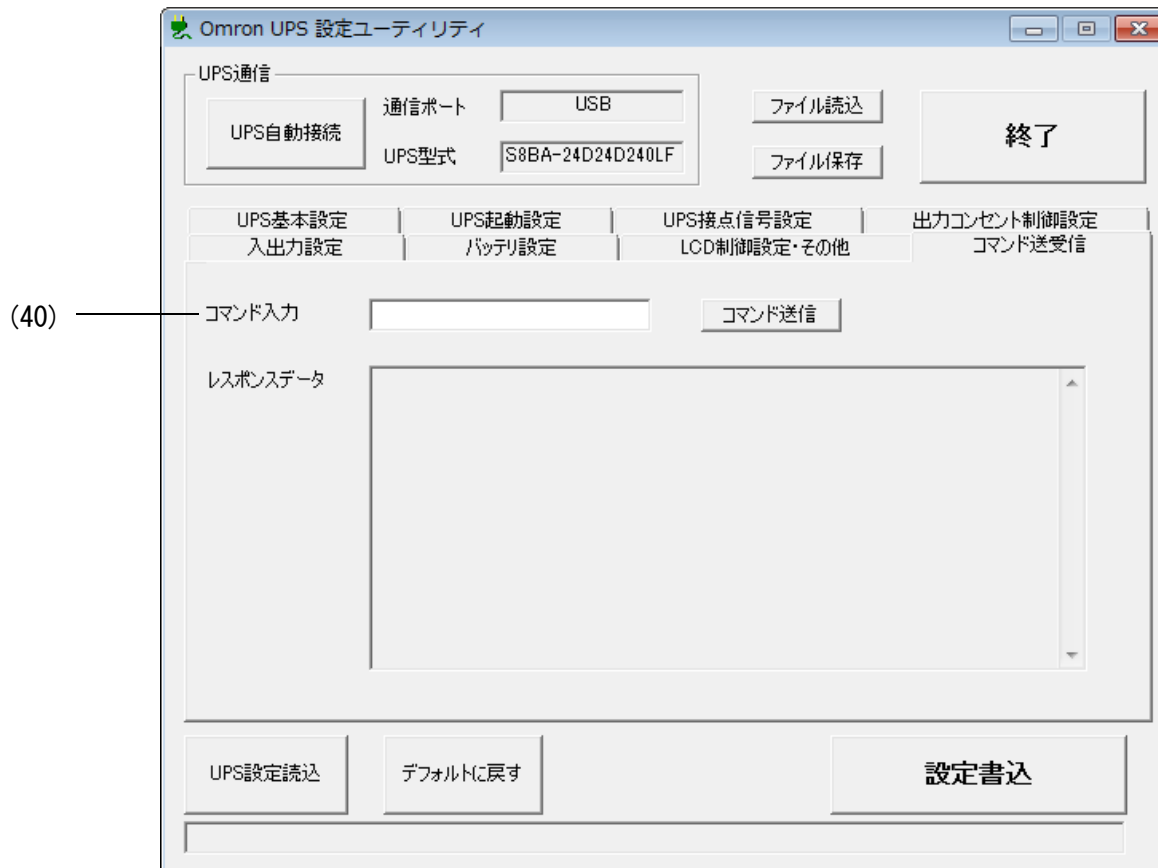 Omron UPS 設定ユーティリティ
UPS通信
UPS自動接続
通信ポート
USB
UPS型式
S8BA-24D24D240LF
ファイル読込
ファイル保存
終了
UPS基本設定
UPS起動設定
UPS接点信号設定
出力コンセント制御設定
入出力設定
バッテリ設定
LCD制御設定・その他
コマンド送受信
(40)
コマンド入力
コマンド送信
レスポンスデータ
UPS設定読込
デフォルトに戻す
設定書込